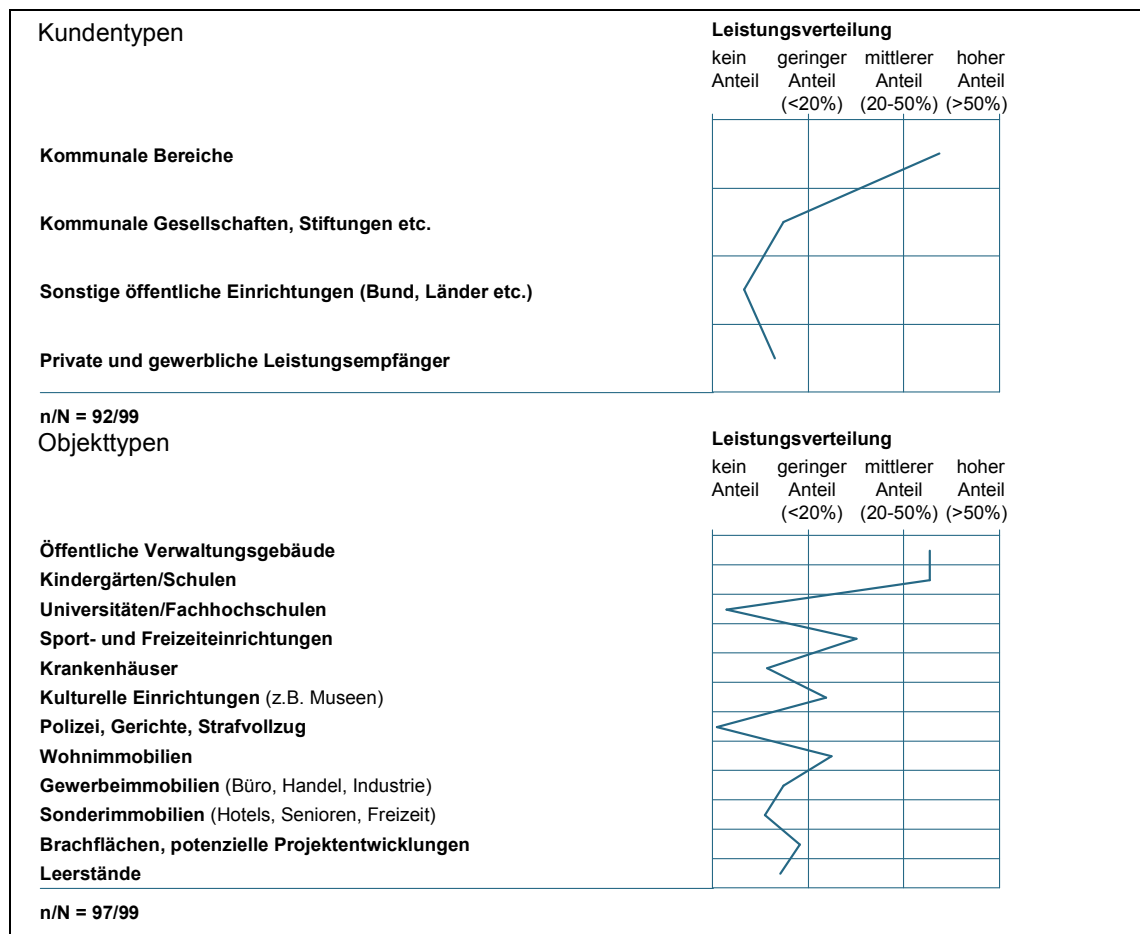 Kundentypen
Leistungsverteilung
kein geringer mittlerer hoher
Anteil Anteil Anteil Anteil
(<20%) (20-50%) (>50%)
Kommunale Bereiche
Kommunale Gesellschaften, Stiftungen etc.
Sonstige öffentliche Einrichtungen (Bund, Länder etc.)
Private und gewerbliche Leistungsempfänger
n/N = 92/99
Objekttypen
Leistungsverteilung
kein geringer mittlerer hoher
Anteil Anteil Anteil Anteil
(<20%) (20-50%) (>50%)
Öffentliche Verwaltungsgebäude
Kindergärten/Schulen
Universitäten/Fachhochschulen
Sport- und Freizeiteinrichtungen
Krankenhäuser
Kulturelle Einrichtungen (z.B. Museen)
Polizei, Gerichte, Strafvollzug
Wohnimmobilien
Gewerbeimmobilien (Büro, Handel, Industrie)
Sonderimmobilien (Hotels, Senioren, Freizeit)
Brachflächen, potenzielle Projektentwicklungen
Leerstände
n/N = 97/99